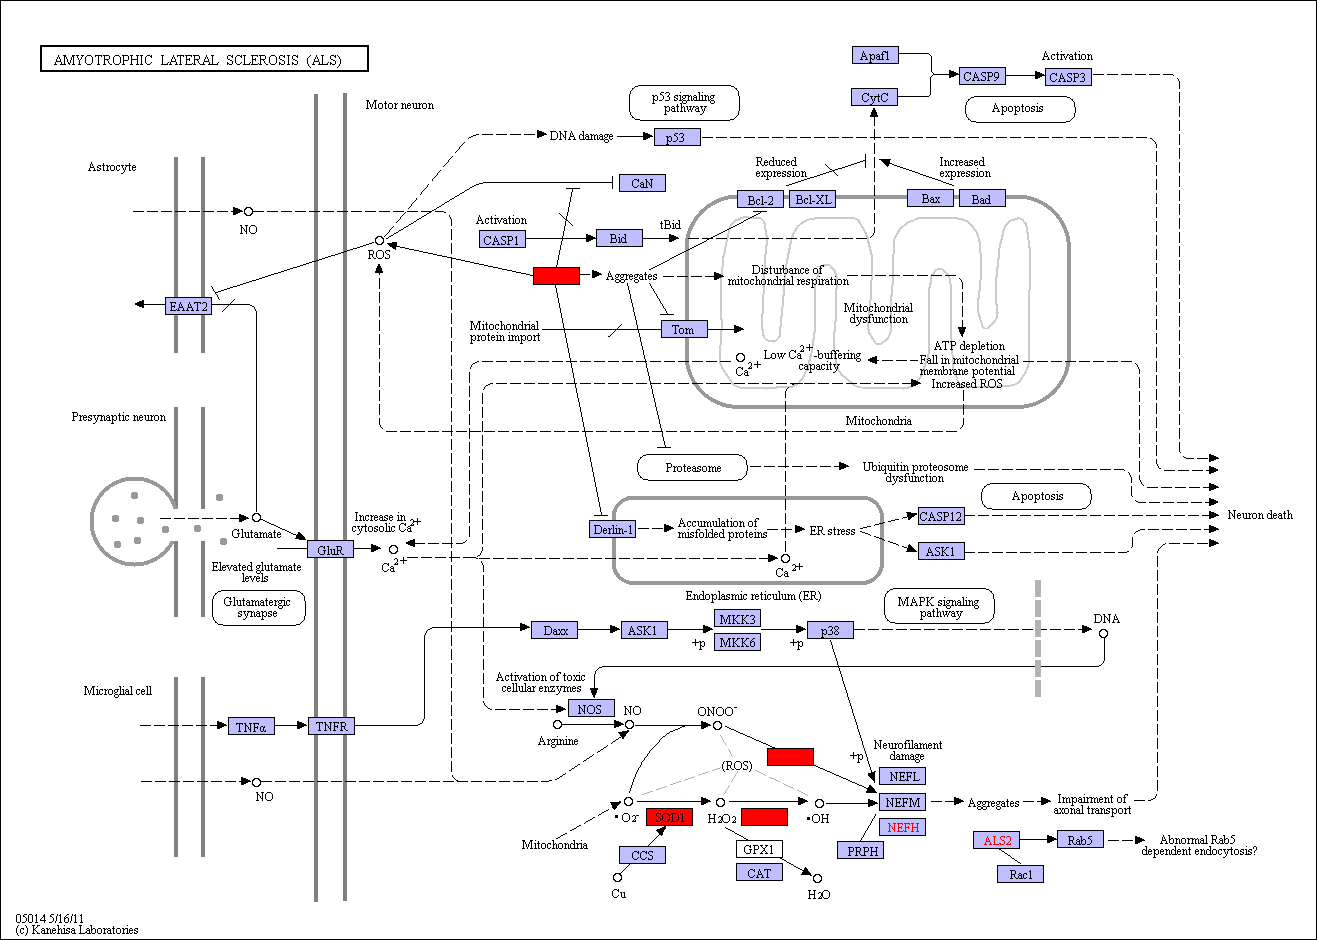 AMYOTROPHIC LATERAL SCLEROSIS (ALS)
Motor neuron
Astrocyte
NO
ROS
EAAT2
p53 signaling
pathway
DNA damage
p53
CaN
Activation
CASP1
Bid
tBid
Aggregates
Mitochondrial
protein import
Tom
Apaf1
CytC
CASP9
Activation
CASP3
Apoptosis
Reduced
expression
Increased
expression
Bcl-2
Bcl-XL
Bax
Bad
Disturbance of
mitochondrial respiration
Mitochondrial
dysfunction
ATP depletion
Fall in mitochondrial
membrane potential
Increased ROS
Low Ca2+-buffering
capacity
Ca2+
Mitochondria
Presynaptic neuron
Glutamate
Elevated glutamate
levels
Glutamatergic
synapse
GluR
Increase in
cytosolic Ca2+
Ca2+
Proteasome
Ubiquitin proteosome
dysfunction
Apoptosis
Derlin-1
Accumulation of
misfolded proteins
ER stress
CASP12
ASK1
Ca2+
Neuron death
Endoplasmic reticulum (ER)
MAPK signaling
pathway
Daxx
ASK1
+p
MKK3
MKK6
+p
p38
DNA
Microglial cell
TNFα
TNFR
NO
Activation of toxic
cellular enzymes
NOS
NO
ONOO-
Arginine
(ROS)
+p
Neurofilament
damage
NEFL
NEFM
NEFH
PRPH
Aggregates
Impairment of
axonal transport
•O2-
SOD1
H2O2
•OH
Mitochondria
CCS
Cu
GPX1
CAT
H2O
ALS2
Rab5
Rac1
Abnormal Rab5
dependent endocytosis?
05014 5/16/11
(c) Kanehisa Laboratories